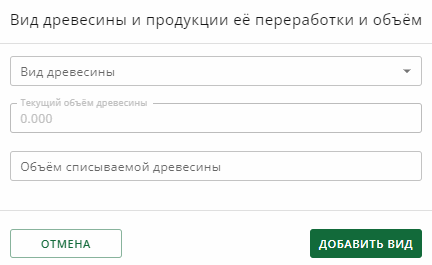 Вид древесины и продукции её переработки и объём
Вид древесины
Текущий объём древесины
0.000
Объём списываемой древесины
ОТМЕНА
ДОБАВИТЬ ВИД